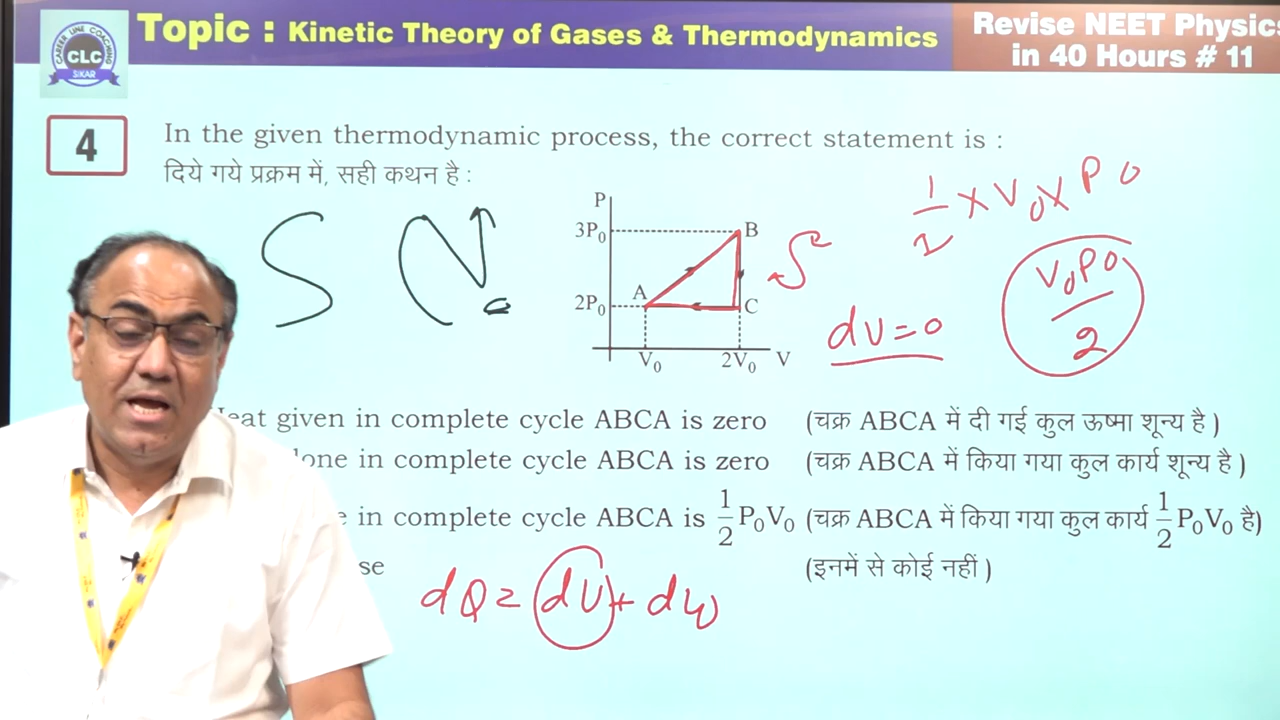 Topic : Kinetic Theory of Gases & Thermodynamics
Revise NEET Physics
in 40 Hours # 11
CAREER LINE COACHING
CLC
SIKAR
4
In the given thermodynamic process, the correct statement is :
दिये गये प्रक्रम में, सही कथन है :
P
3P₀ B
A
2P₀ C
V₀ 2V₀ V
1/2 × V₀ × P0
V₀P0/2
dU=0
given in complete cycle ABCA is zero (चक्र ABCA में दी गई कुल ऊष्मा शून्य है )
in complete cycle ABCA is zero (चक्र ABCA में किया गया कुल कार्य शून्य है )
in complete cycle ABCA is 1/2 P₀V₀ (चक्र ABCA में किया गया कुल कार्य 1/2 P₀V₀ है)
(इनमें से कोई नहीं )
dQ = dU + dW